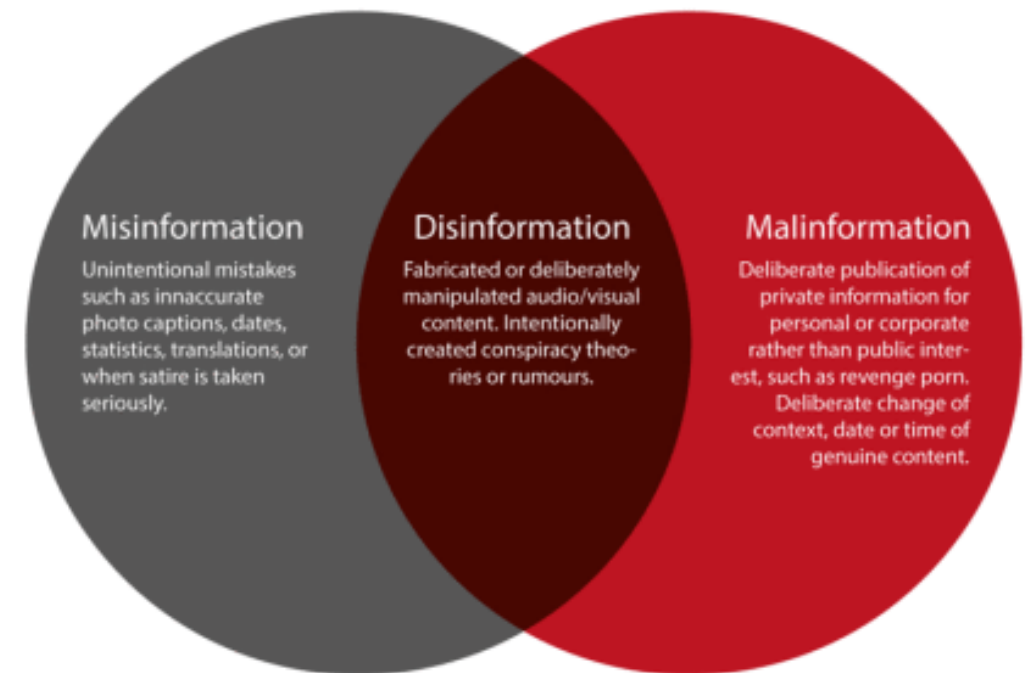 Misinformation
Unintentional mistakes
such as innaccurate
photo captions, dates,
statistics, translations, or
when satire is taken
seriously.
Disinformation
Fabricated or deliberately
manipulated audio/visual
content. Intentionally
created conspiracy theo-
ries or rumours.
Malinformation
Deliberate publication of
private information for
personal or corporate
rather than public inter-
est, such as revenge porn.
Deliberate change of
context, date or time of
genuine content.